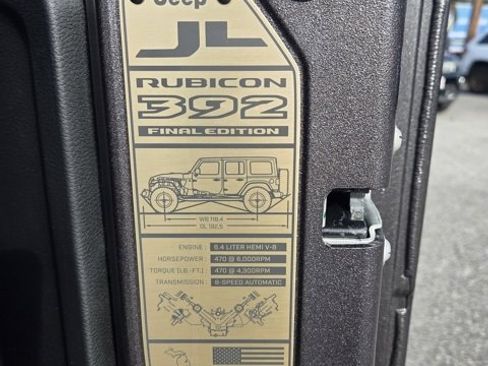 Jeep
JL
RUBICON
392
FINAL EDITION
WB 118.4
OL 192.5
ENGINE : 6.4 LITER HEMI V-8
HORSEPOWER : 470 @ 6,000RPM
TORQUE (LB.-FT.) : 470 @ 4,300RPM
TRANSMISSION : 8-SPEED AUTOMATIC